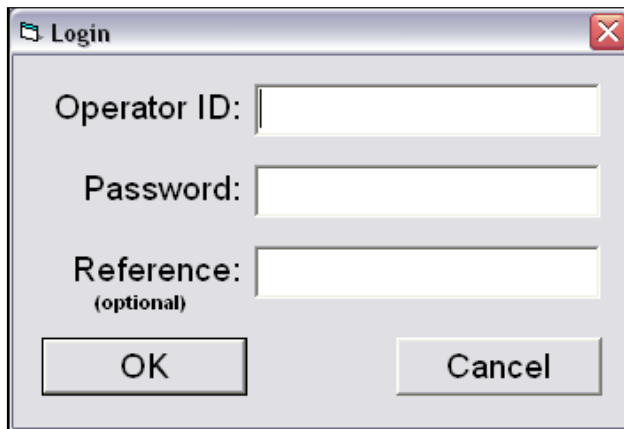 Login
Operator ID:
Password:
Reference:
(optional)
OK Cancel